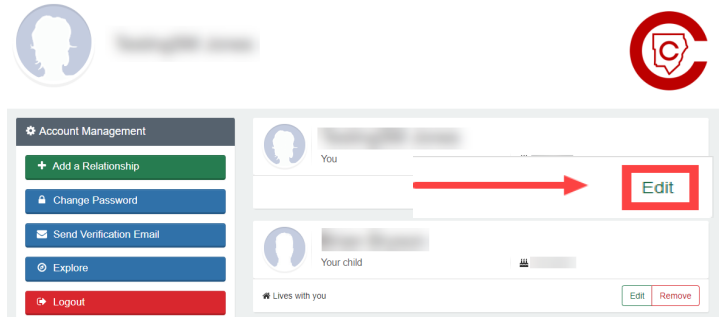 C
Account Management
Add a Relationship
Change Password
Send Verification Email
Explore
Logout
You
Edit
Your child
Lives with you
Edit Remove